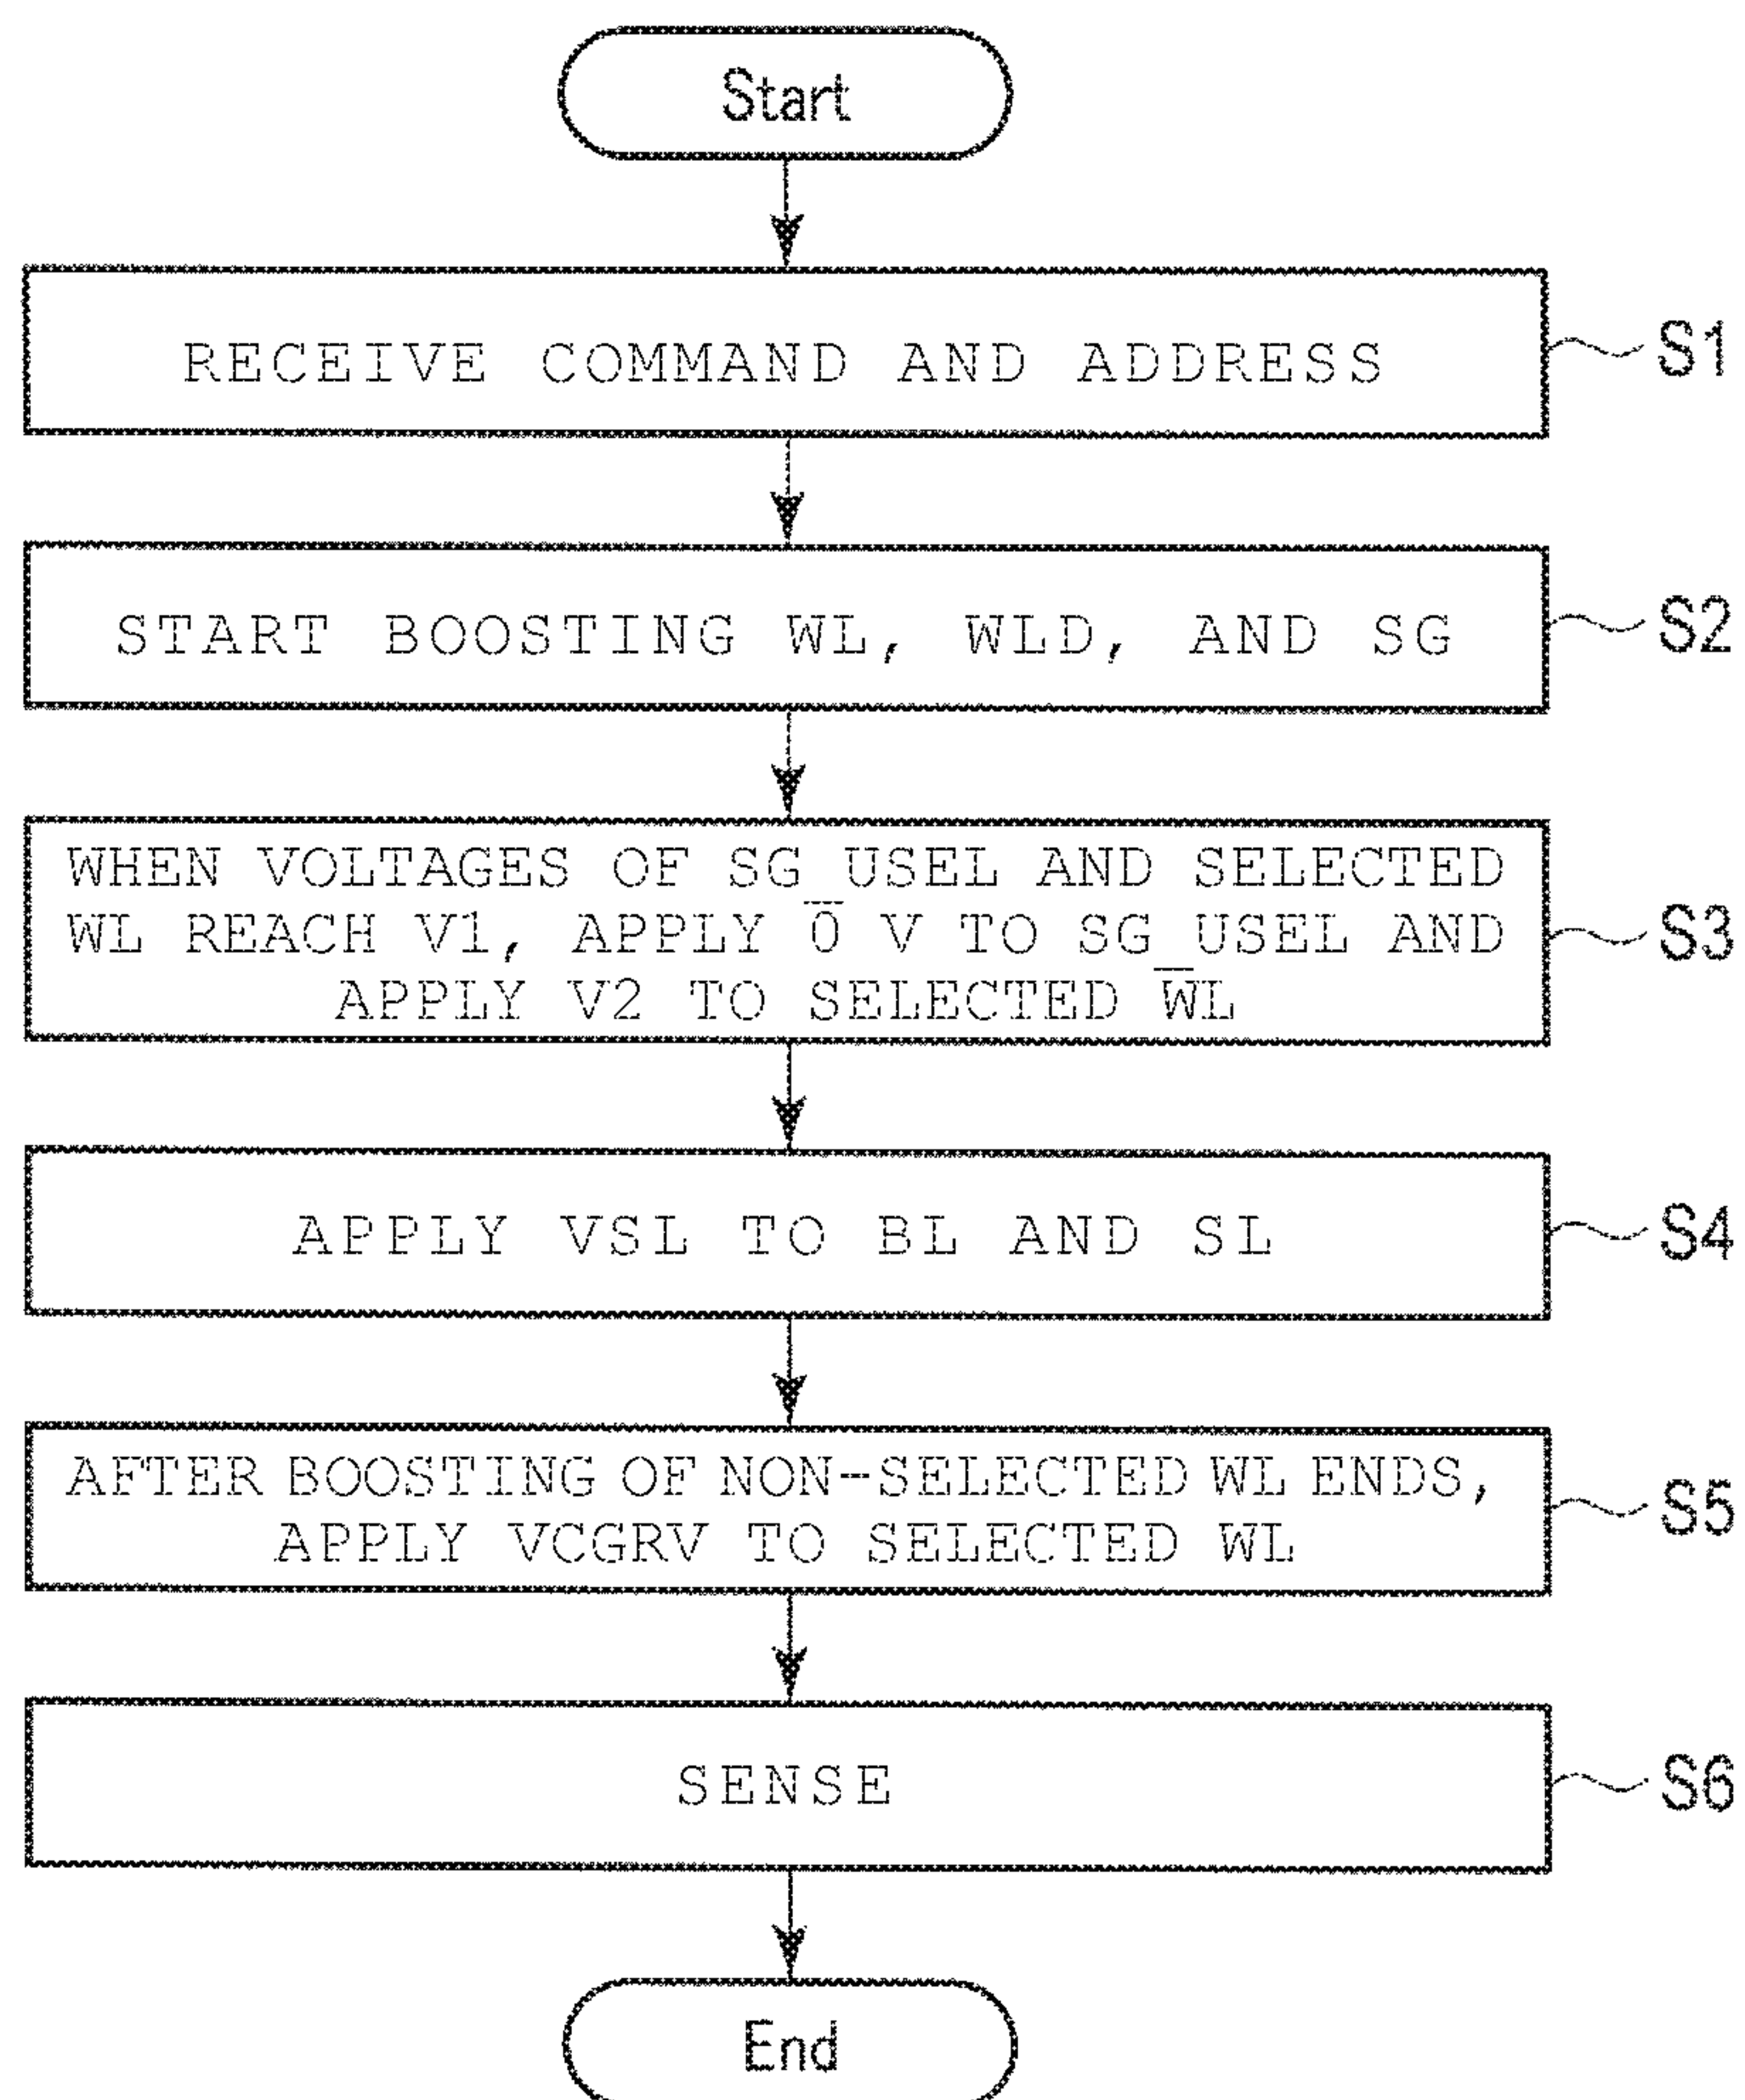 Start
RECEIVE COMMAND AND ADDRESS
S1
START BOOSTING WL, WLD, AND SG
S2
WHEN VOLTAGES OF SG_USEL AND SELECTED
WL REACH V1, APPLY 0 V TO SG_USEL AND
APPLY V2 TO SELECTED WL
S3
APPLY VSL TO BL AND SL
S4
AFTER BOOSTING OF NON-SELECTED WL ENDS,
APPLY VCGRV TO SELECTED WL
S5
SENSE
S6
End